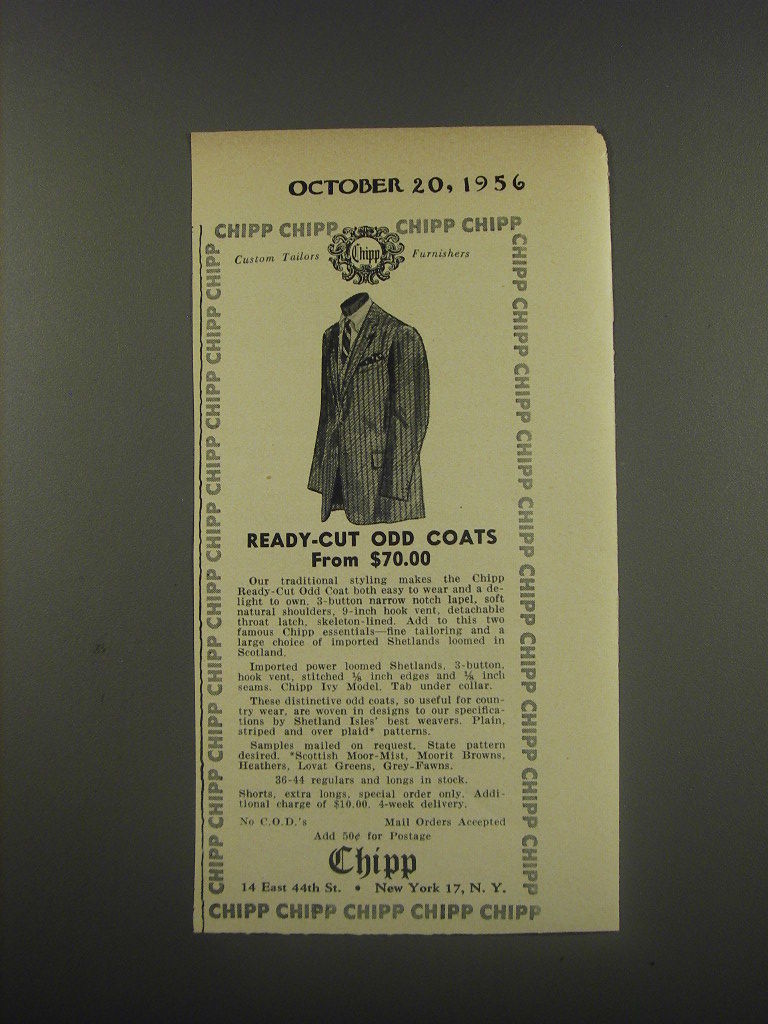 OCTOBER 20, 1956
CHIPP CHIPP CHIPP CHIPP
Custom Tailors Chipp Furnishers
CHIPP CHIPP CHIPP CHIPP CHIPP CHIPP CHIPP CHIPP CHIPP CHIPP
CHIPP CHIPP CHIPP CHIPP CHIPP CHIPP CHIPP CHIPP CHIPP CHIPP
READY-CUT ODD COATS
From $70.00
Our traditional styling makes the Chipp
Ready-Cut Odd Coat both easy to wear and a de-
light to own. 3-button narrow notch lapel, soft
natural shoulders, 9-inch hook vent, detachable
throat latch, skeleton-lined. Add to this two
famous Chipp essentials—fine tailoring and a
large choice of imported Shetlands loomed in
Scotland.
Imported power loomed Shetlands, 3-button,
hook vent, stitched ⅛ inch edges and ⅛ inch
seams. Chipp Ivy Model. Tab under collar.
These distinctive odd coats, so useful for coun-
try wear, are woven in designs to our specifica-
tions by Shetland Isles' best weavers. Plain,
striped and over plaid* patterns.
Samples mailed on request. State pattern
desired. *Scottish Moor-Mist, Moorit Browns,
Heathers, Lovat Greens, Grey-Fawns.
36-44 regulars and longs in stock.
Shorts, extra longs, special order only. Addi-
tional charge of $10.00. 4-week delivery.
No C.O.D.'s Mail Orders Accepted
Add 50¢ for Postage
Chipp
14 East 44th St. • New York 17, N. Y.
CHIPP CHIPP CHIPP CHIPP CHIPP